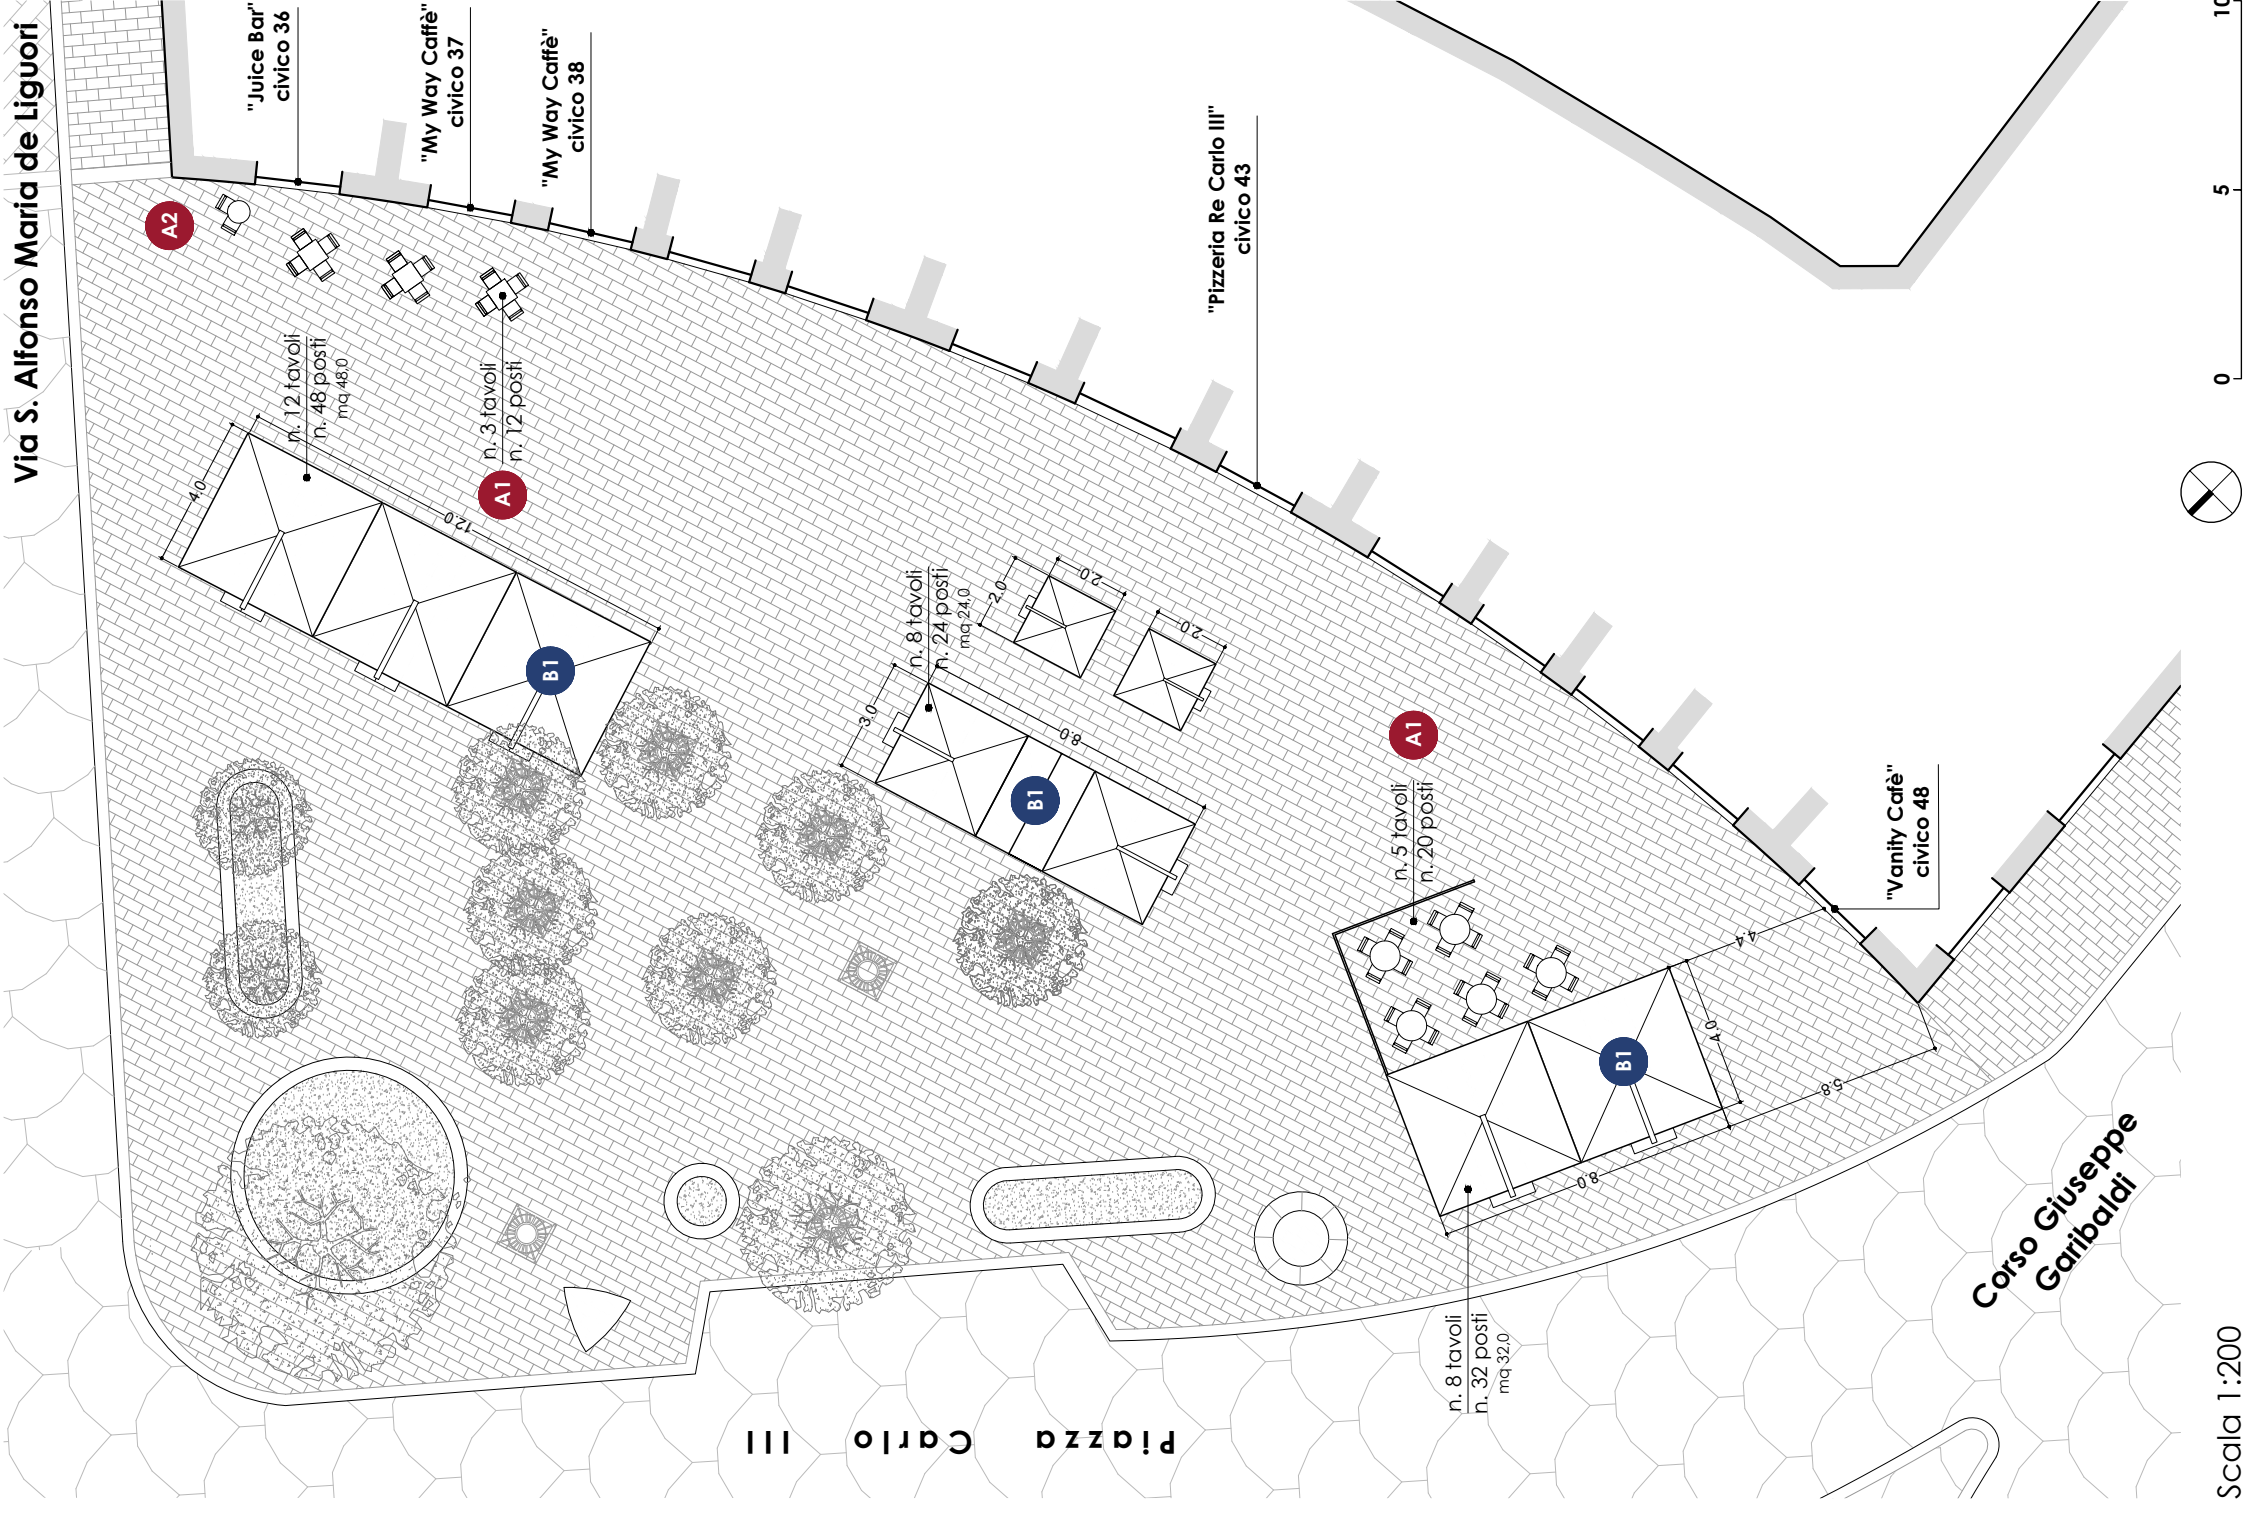 Via S. Alfonso Maria de Liguori
"Juice Bar"
civico 36
"My Way Caffè"
civico 37
"My Way Caffè"
civico 38
"Pizzeria Re Carlo III"
civico 43
"Vanity Cafè"
civico 48
A2
n. 12 tavoli
n. 48 posti
mq 48,0
4.0
12.0
B1
n. 3 tavoli
n. 12 posti
A1
n. 8 tavoli
n. 24 posti
mq 24,0
3.0
8.0
B1
2.0
2.0
2.0
A1
n. 5 tavoli
n. 20 posti
B1
4.4
4.0
5.8
8.0
n. 8 tavoli
n. 32 posti
mq 32,0
Piazza Carlo III
Corso Giuseppe
Garibaldi
Scala 1:200
0
5
10